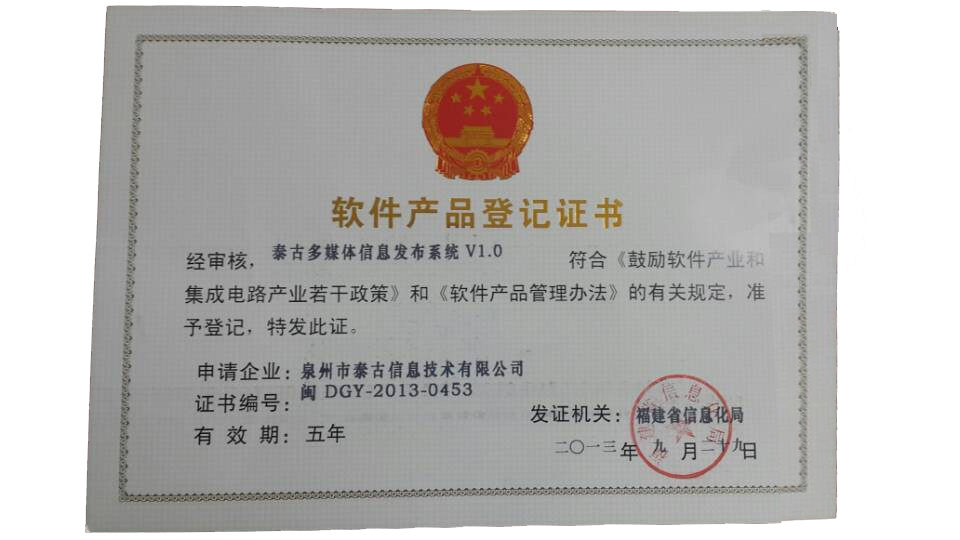 软件产品登记证书
经审核，泰古多媒体信息发布系统 V1.0 符合《鼓励软件产业和
集成电路产业若干政策》和《软件产品管理办法》的有关规定，准
予登记，特发此证。
申请企业：泉州市泰古信息技术有限公司
证书编号：闽 DGY-2013-0453
有 效 期：五年
发证机关：福建省信息化局
二〇一三年九月二十九日